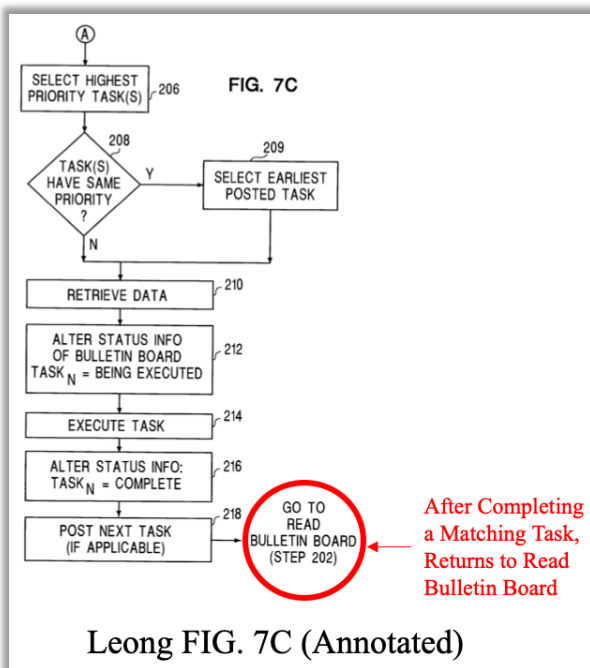 A
SELECT HIGHEST
PRIORITY TASK(S)
206
FIG. 7C
208
TASK(S)
HAVE SAME
PRIORITY
?
Y
N
209
SELECT EARLIEST
POSTED TASK
RETRIEVE DATA
210
ALTER STATUS INFO
OF BULLETIN BOARD
TASK N = BEING EXECUTED
212
EXECUTE TASK
214
ALTER STATUS INFO:
TASK N = COMPLETE
216
POST NEXT TASK
(IF APPLICABLE)
218
GO TO
READ
BULLETIN BOARD
(STEP 202)
After Completing
a Matching Task,
Returns to Read
Bulletin Board
Leong FIG. 7C (Annotated)